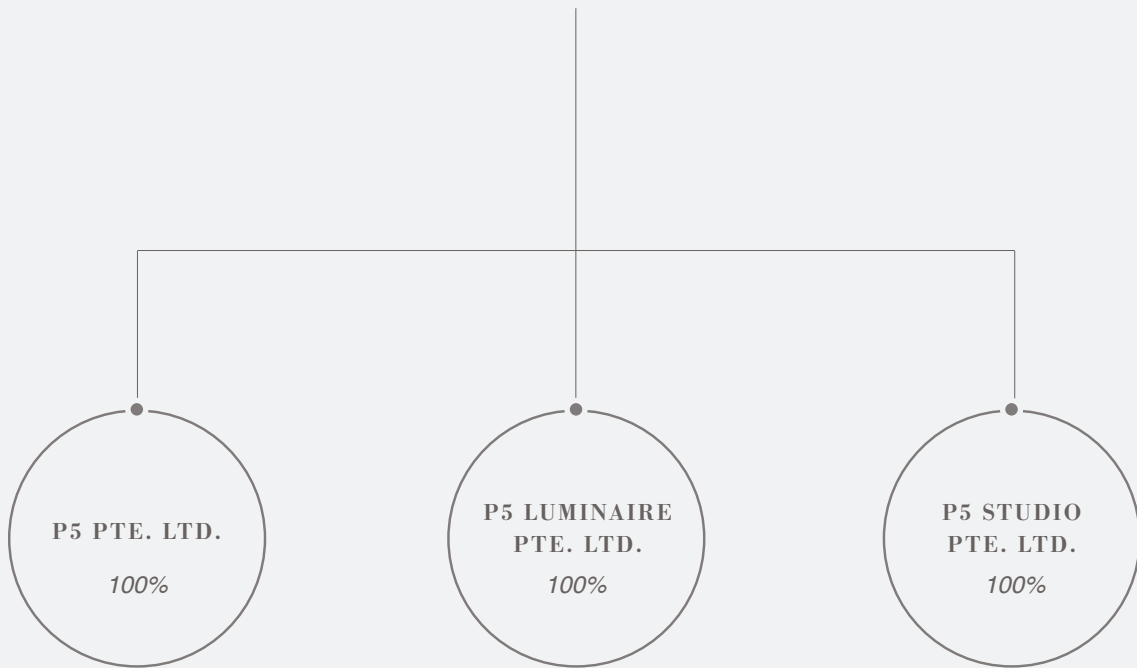 P5 PTE. LTD.
100%
P5 LUMINAIRE
PTE. LTD.
100%
P5 STUDIO
PTE. LTD.
100%